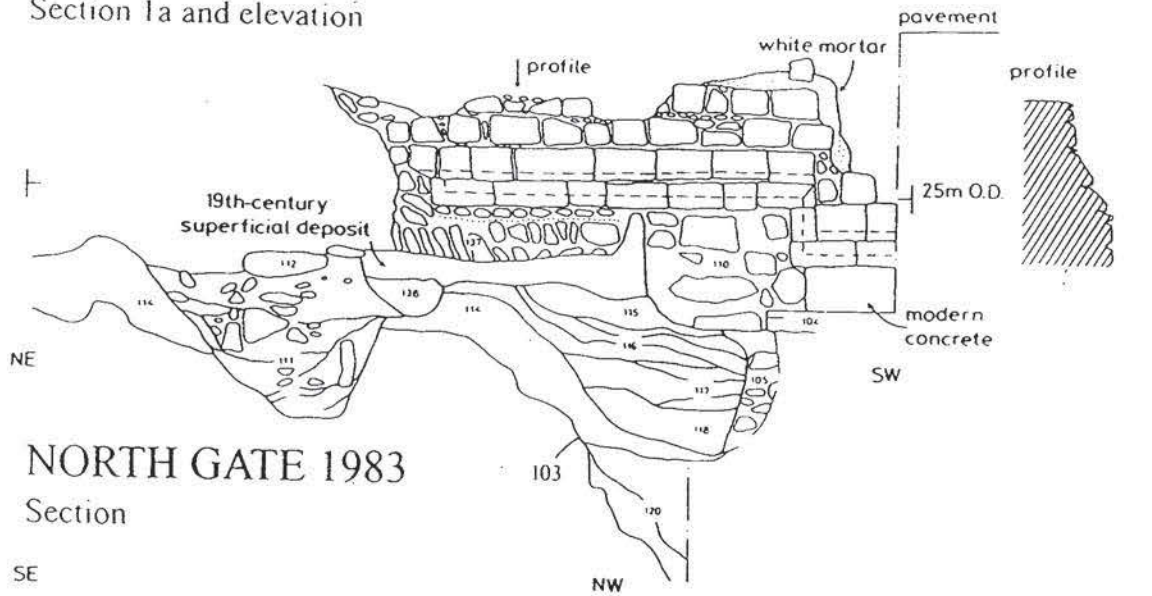 Section 1a and elevation
pavement
white mortar
profile
profile
25m O.D.
19th-century
superficial deposit
137
112
110
136
114
114
115
104
modern
concrete
116
NE
111
117
105
SW
118
NORTH GATE 1983
103
Section
120
SE
NW